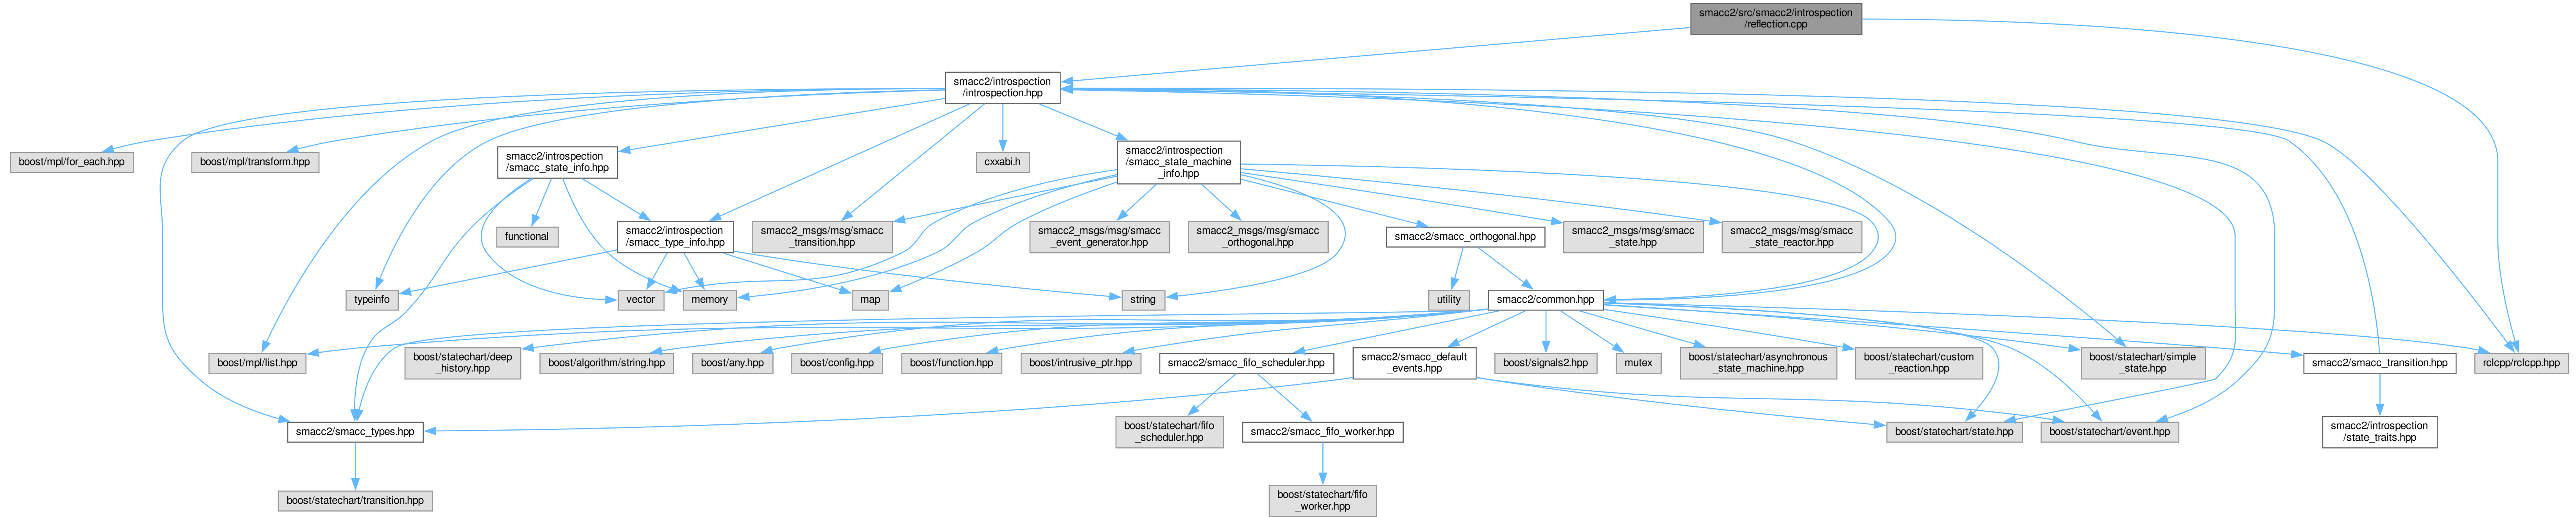 smacc2/src/smacc2/introspection
/reflection.cpp
smacc2/introspection
/introspection.hpp
boost/mpl/for_each.hpp
boost/mpl/transform.hpp
smacc2/introspection
/smacc_state_info.hpp
cxxabi.h
smacc2/introspection
/smacc_state_machine
_info.hpp
functional
smacc2/introspection
/smacc_type_info.hpp
smacc2_msgs/msg/smacc
_transition.hpp
smacc2_msgs/msg/smacc
_event_generator.hpp
smacc2_msgs/msg/smacc
_orthogonal.hpp
smacc2/smacc_orthogonal.hpp
smacc2_msgs/msg/smacc
_state.hpp
smacc2_msgs/msg/smacc
_state_reactor.hpp
typeinfo
vector
memory
map
string
utility
smacc2/common.hpp
boost/mpl/list.hpp
boost/statechart/deep
_history.hpp
boost/algorithm/string.hpp
boost/any.hpp
boost/config.hpp
boost/function.hpp
boost/intrusive_ptr.hpp
smacc2/smacc_fifo_scheduler.hpp
smacc2/smacc_default
_events.hpp
boost/signals2.hpp
mutex
boost/statechart/asynchronous
_state_machine.hpp
boost/statechart/custom
_reaction.hpp
boost/statechart/simple
_state.hpp
smacc2/smacc_transition.hpp
rclcpp/rclcpp.hpp
smacc2/smacc_types.hpp
boost/statechart/fifo
_scheduler.hpp
smacc2/smacc_fifo_worker.hpp
boost/statechart/state.hpp
boost/statechart/event.hpp
smacc2/introspection
/state_traits.hpp
boost/statechart/transition.hpp
boost/statechart/fifo
_worker.hpp